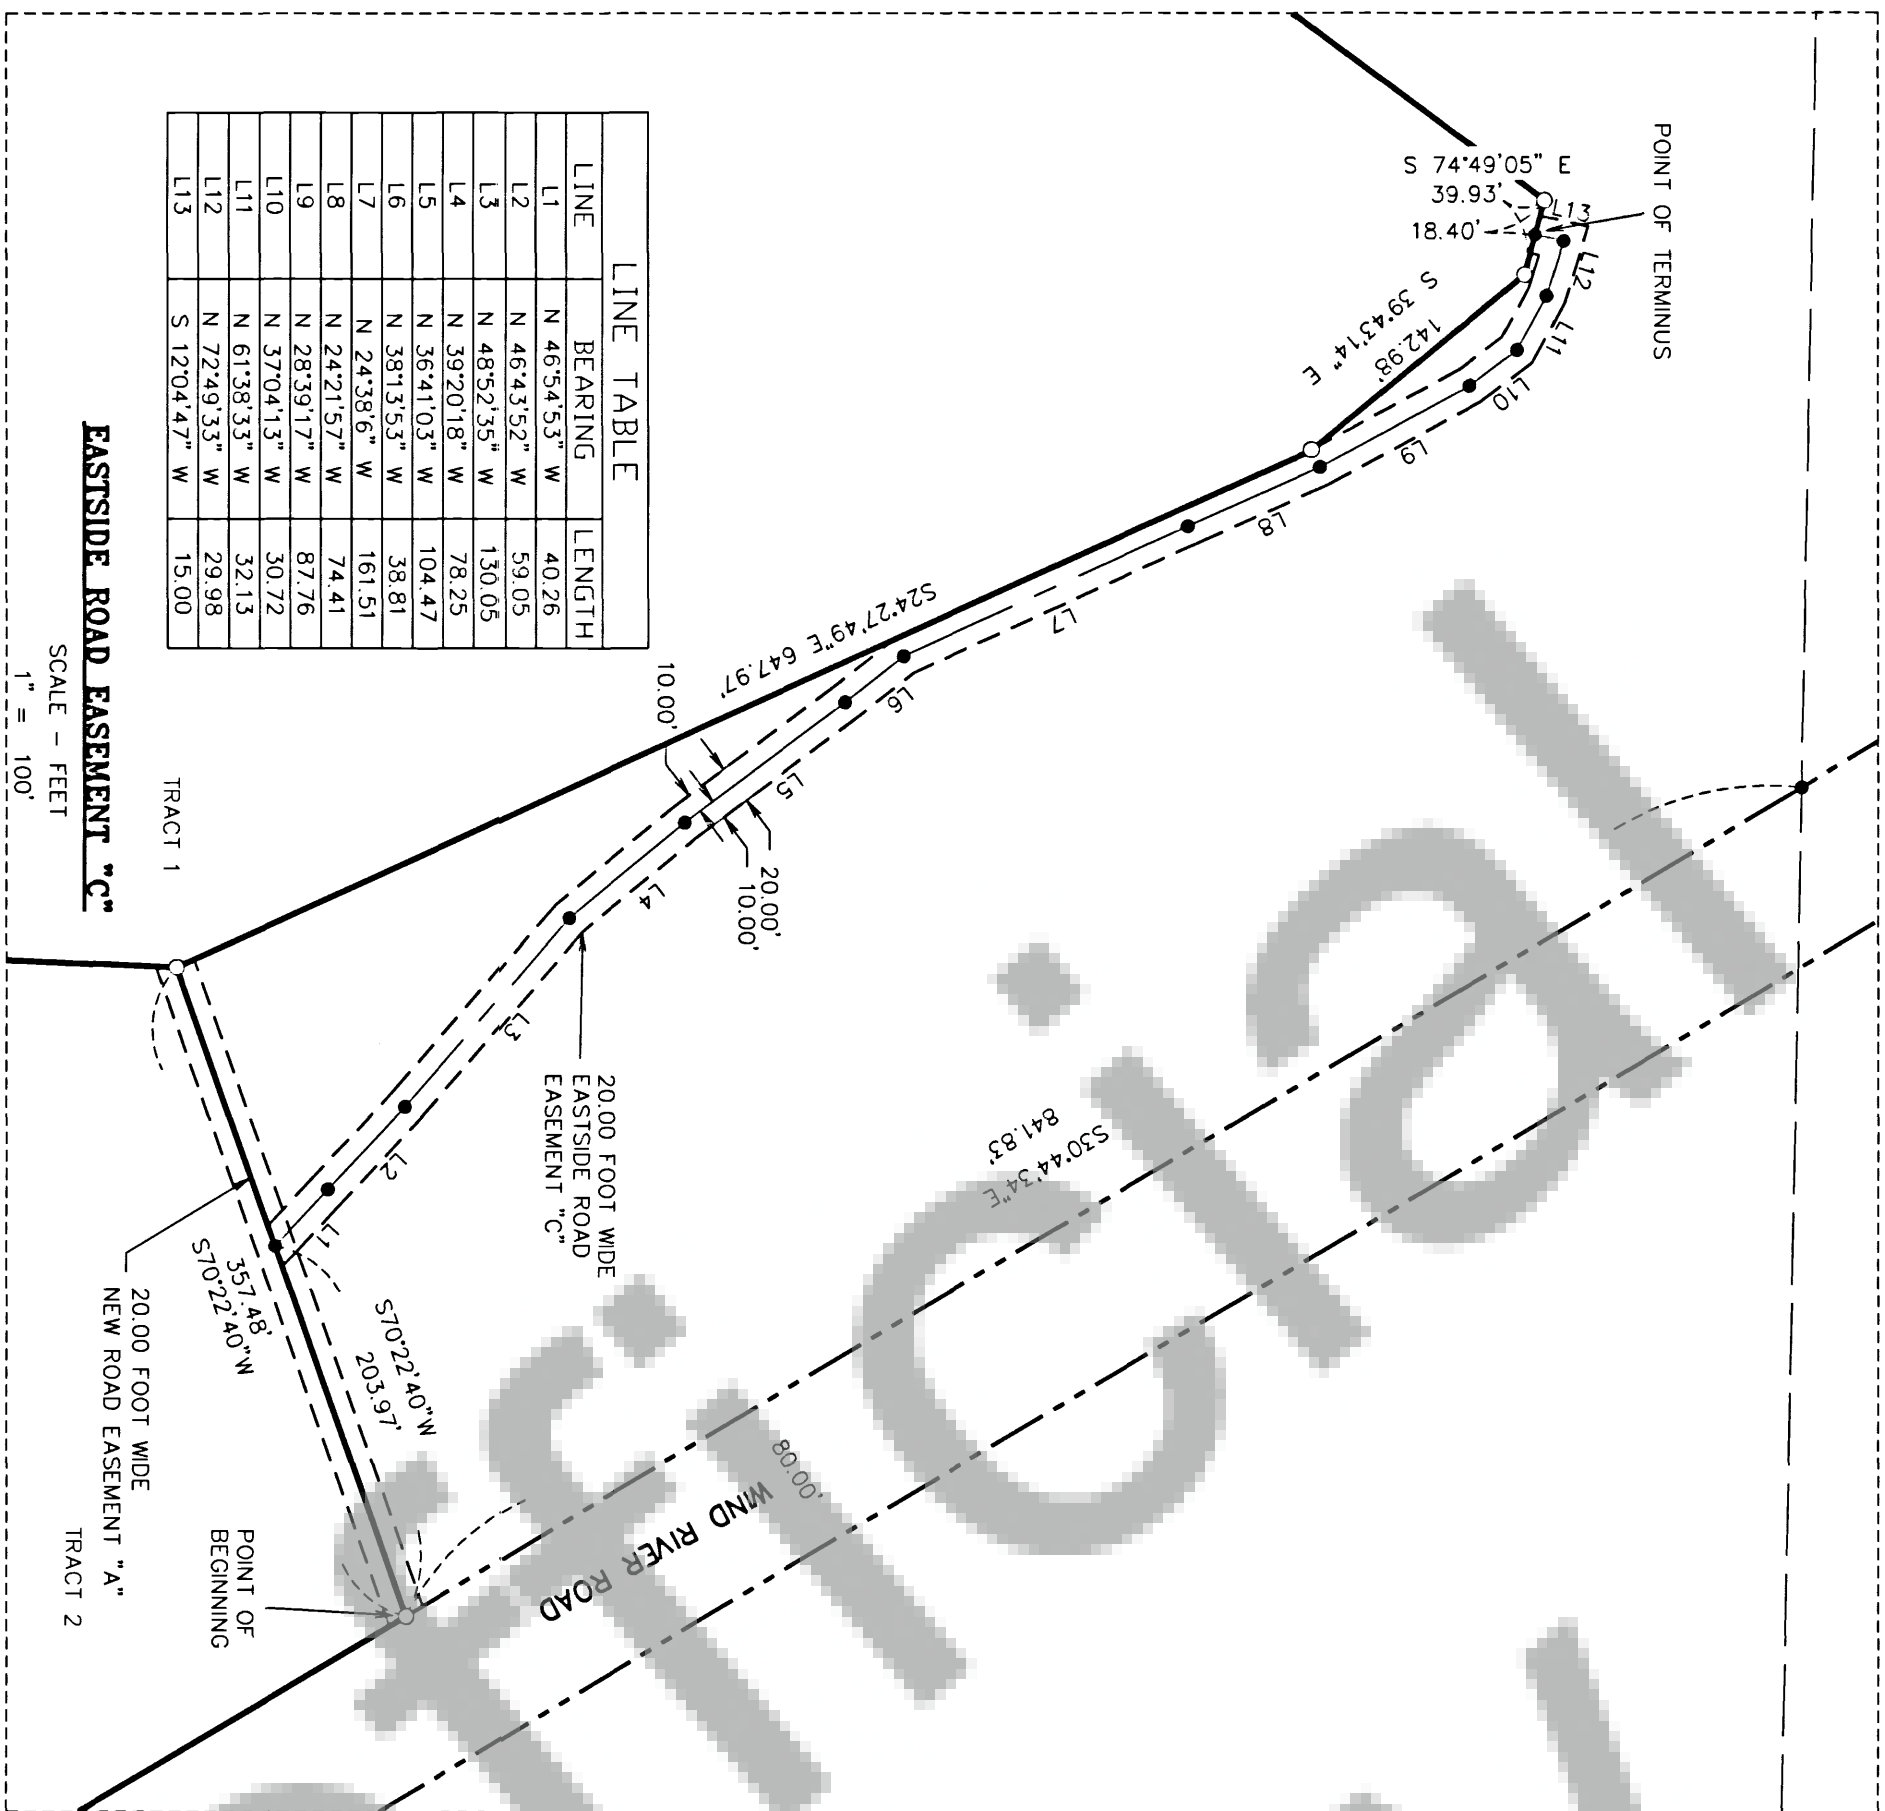 POINT OF TERMINUS
S 74°49'05" E
39.93'
18.40'
L13
L12
L11
L10
L9
L8
L7
L6
L5
L4
L3
L2
L1
S 39°43'14" E
142.98'
S24°27'49"E 647.97'
10.00'
20.00'
10.00'
20.00 FOOT WIDE
EASTSIDE ROAD
EASEMENT "C"
S30°44'34"E
841.83'
80.00'
WIND RIVER ROAD
S70°22'40"W
203.97'
357.48'
S70°22'40"W
POINT OF
BEGINNING
20.00 FOOT WIDE
NEW ROAD EASEMENT "A"
TRACT 2
TRACT 1
LINE TABLE
LINE BEARING LENGTH
L1 N 46°54'53" W 40.26
L2 N 46°43'52" W 59.05
L3 N 48°52'35" W 130.05
L4 N 39°20'18" W 78.25
L5 N 36°41'03" W 104.47
L6 N 38°13'53" W 38.81
L7 N 24°38'6" W 161.51
L8 N 24°21'57" W 74.41
L9 N 28°39'17" W 87.76
L10 N 37°04'13" W 30.72
L11 N 61°38'33" W 32.13
L12 N 72°49'33" W 29.98
L13 S 12°04'47" W 15.00
EASTSIDE ROAD EASEMENT "C"
SCALE - FEET
1" = 100'